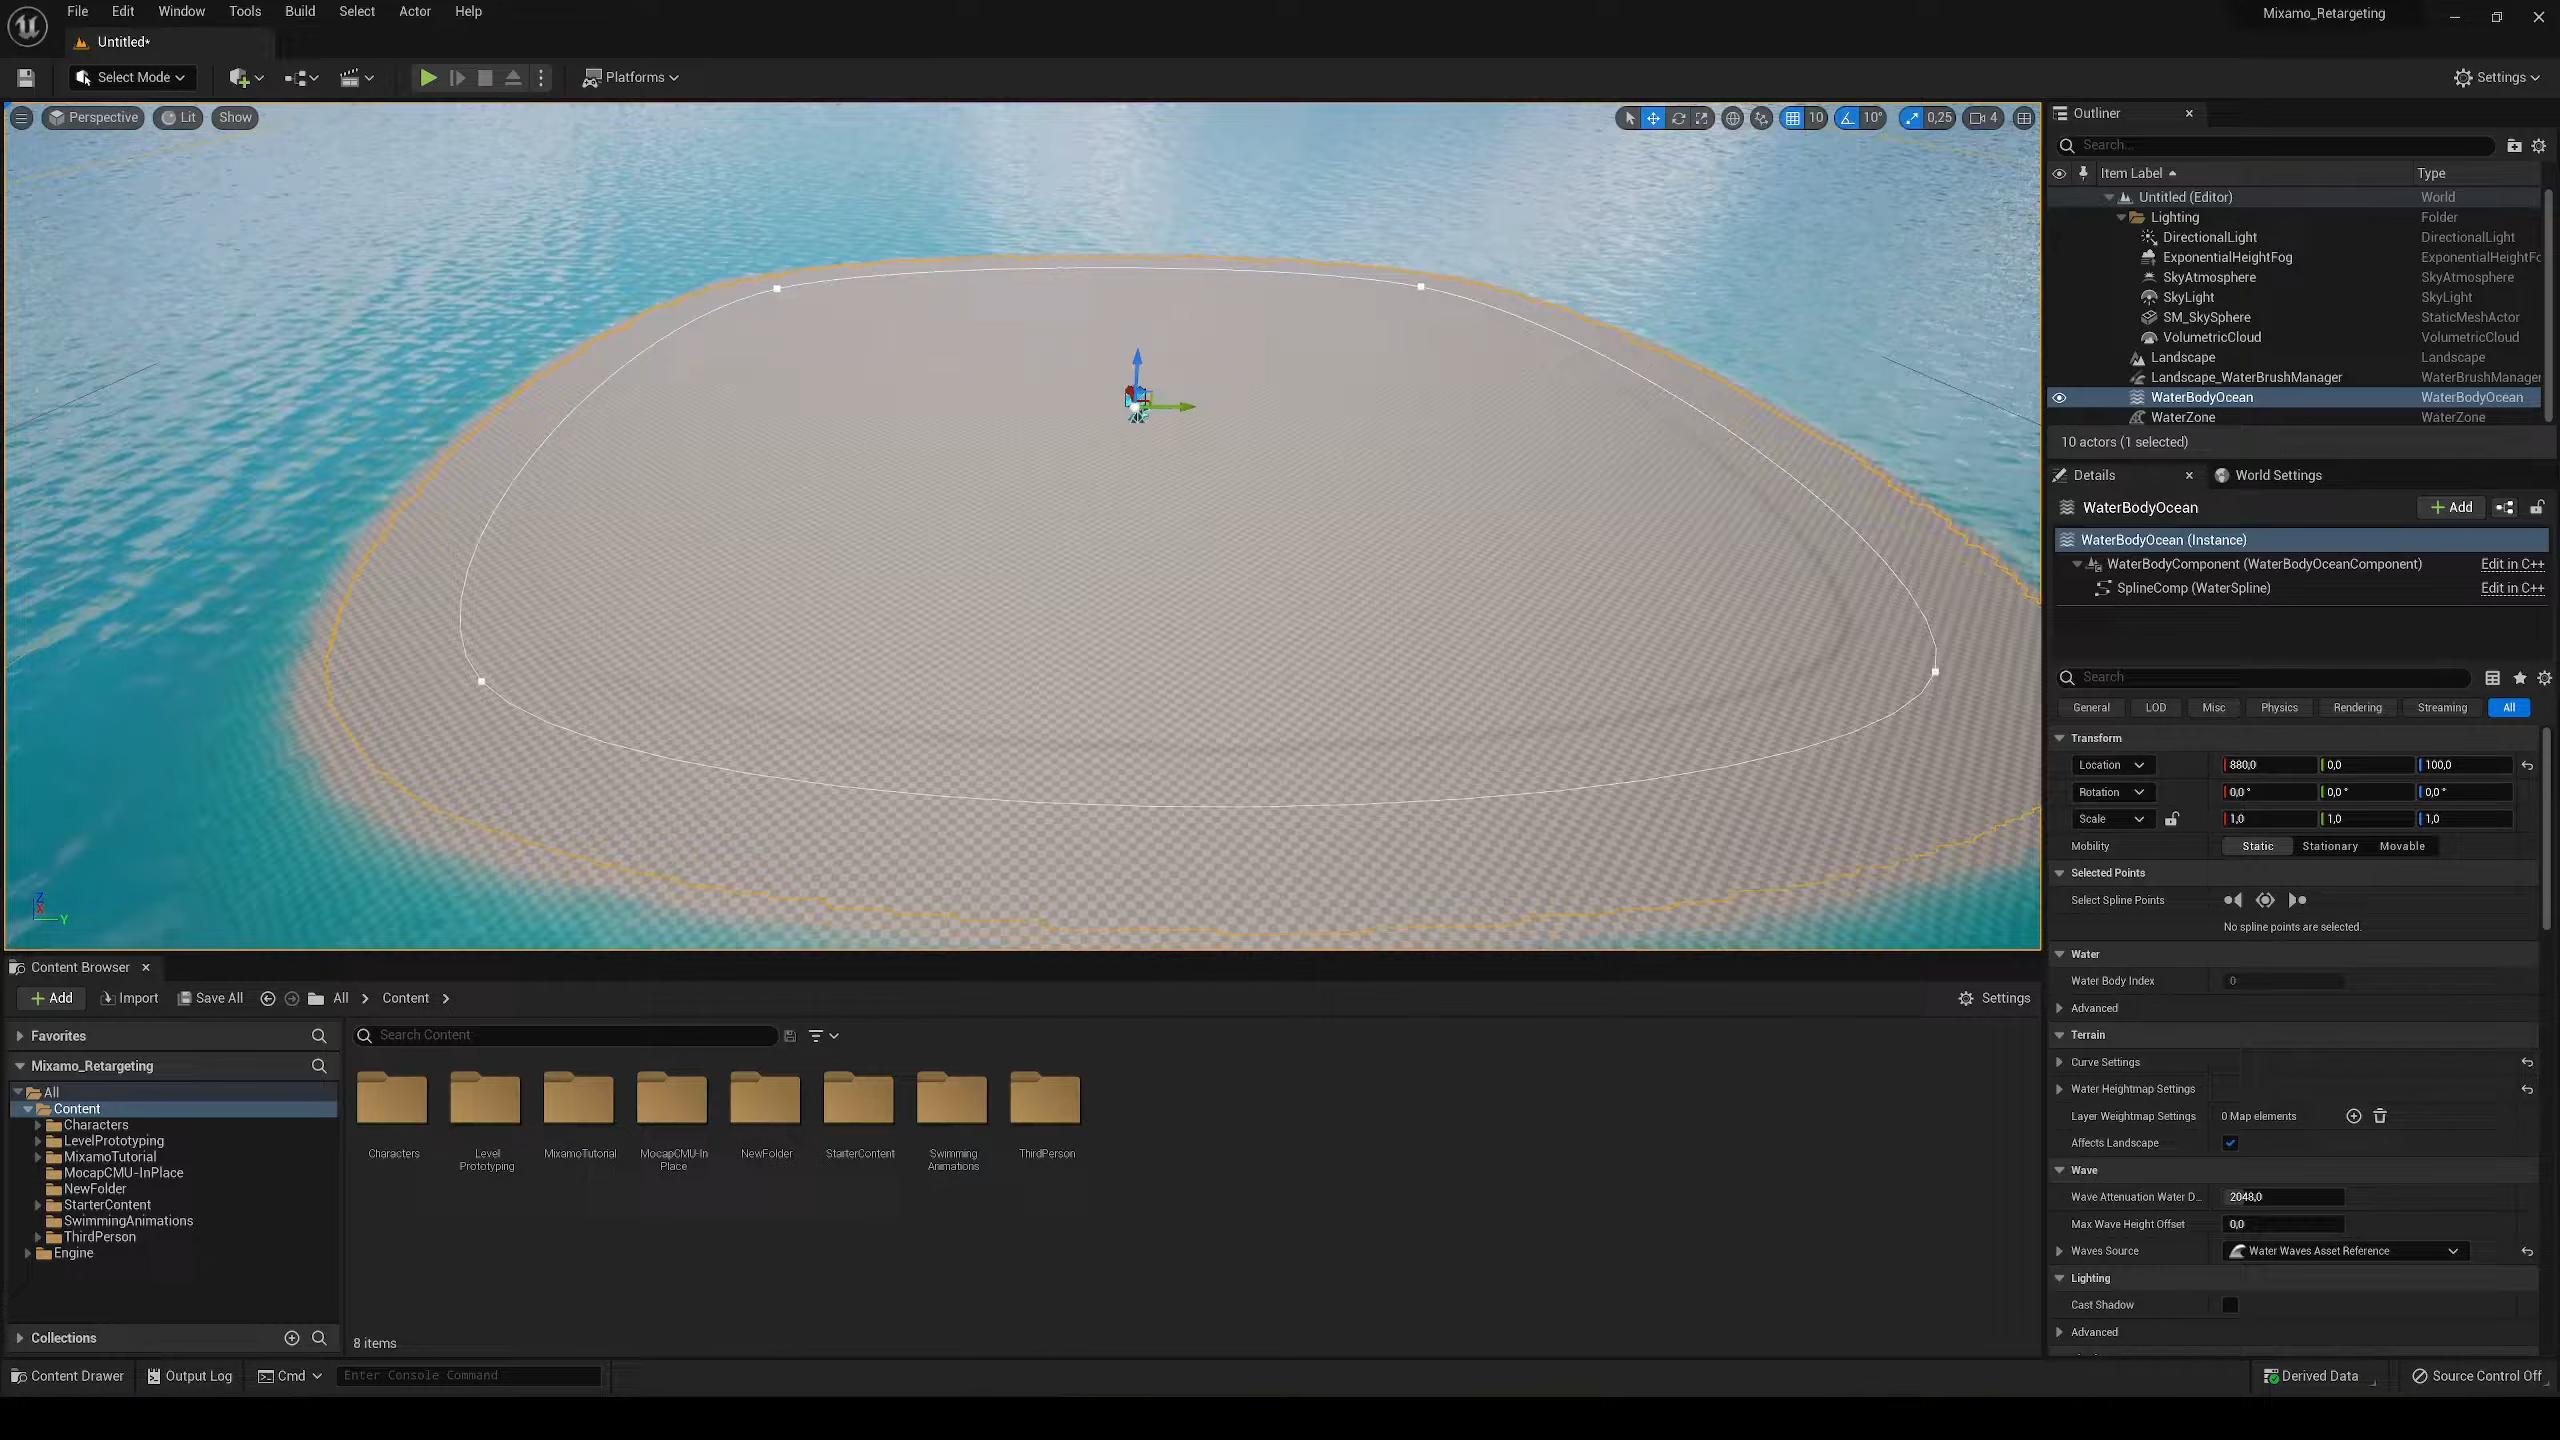 File Edit Window Tools Build Select Actor Help
Mixamo_Retargeting
Untitled*
Select Mode
Platforms
Settings
Perspective
Lit
Show
10
10°
0,25
4
Z
X
Y
Outliner
Search...
Item Label Type
Untitled (Editor) World
Lighting Folder
DirectionalLight DirectionalLight
ExponentialHeightFog ExponentialHeightFo
SkyAtmosphere SkyAtmosphere
SkyLight SkyLight
SM_SkySphere StaticMeshActor
VolumetricCloud VolumetricCloud
Landscape Landscape
Landscape_WaterBrushManager WaterBrushManager
WaterBodyOcean WaterBodyOcean
WaterZone WaterZone
10 actors (1 selected)
Details
World Settings
WaterBodyOcean
Add
WaterBodyOcean (Instance)
WaterBodyComponent (WaterBodyOceanComponent) Edit in C++
SplineComp (WaterSpline) Edit in C++
Search
General LOD Misc Physics Rendering Streaming All
Transform
Location 880,0 0,0 100,0
Rotation 0,0 ° 0,0 ° 0,0 °
Scale 1,0 1,0 1,0
Mobility Static Stationary Movable
Selected Points
Select Spline Points
No spline points are selected.
Water
Water Body Index 0
Advanced
Terrain
Curve Settings
Water Heightmap Settings
Layer Weightmap Settings 0 Map elements
Affects Landscape
Wave
Wave Attenuation Water D... 2048,0
Max Wave Height Offset 0,0
Waves Source Water Waves Asset Reference
Lighting
Cast Shadow
Advanced
Content Browser
Add Import Save All All Content
Settings
Favorites
Mixamo_Retargeting
All
Content
Characters
LevelPrototyping
MixamoTutorial
MocapCMU-InPlace
NewFolder
StarterContent
SwimmingAnimations
ThirdPerson
Engine
Collections
Search Content
Characters
Level
Prototyping
MixamoTutorial
MocapCMU-In
Place
NewFolder
StarterContent
Swimming
Animations
ThirdPerson
8 items
Content Drawer Output Log Cmd Enter Console Command
Derived Data
Source Control Off